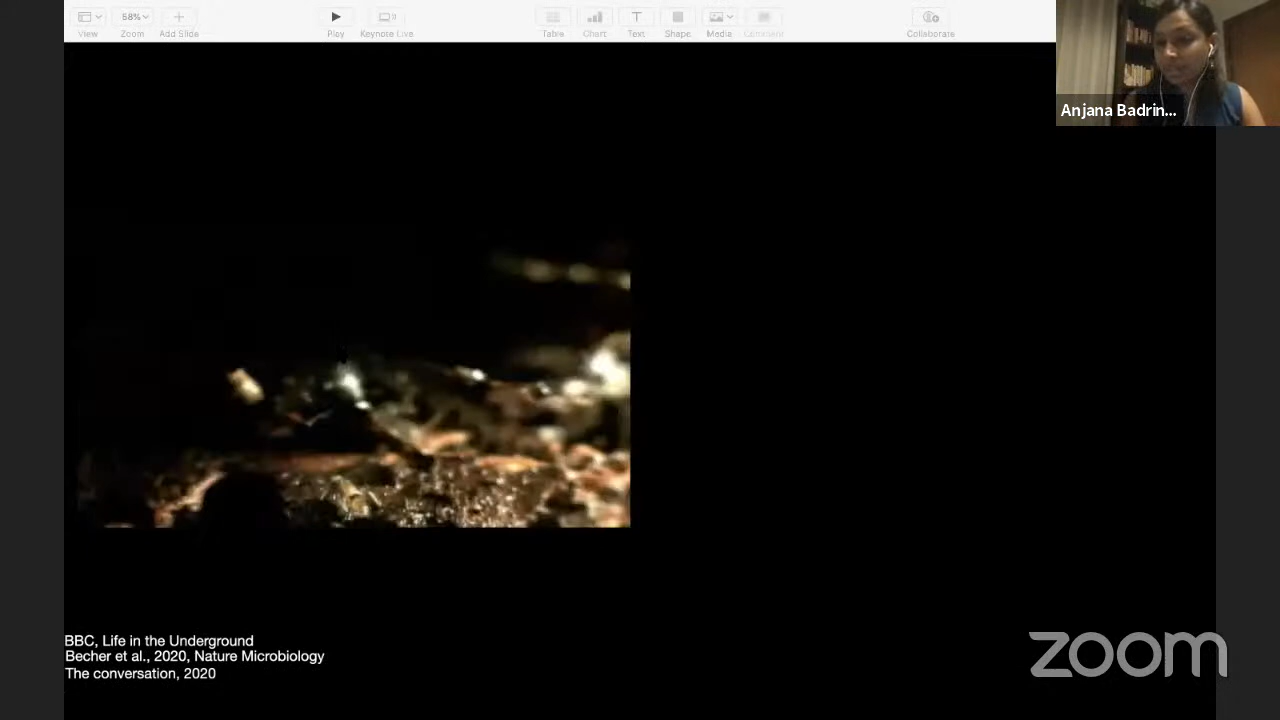 58%
View
Zoom
Add Slide
Play
Keynote Live
Table
Chart
Text
Shape
Media
Comment
Collaborate
Anjana Badrin...
BBC, Life in the Underground
Becher et al., 2020, Nature Microbiology
The conversation, 2020
zoom